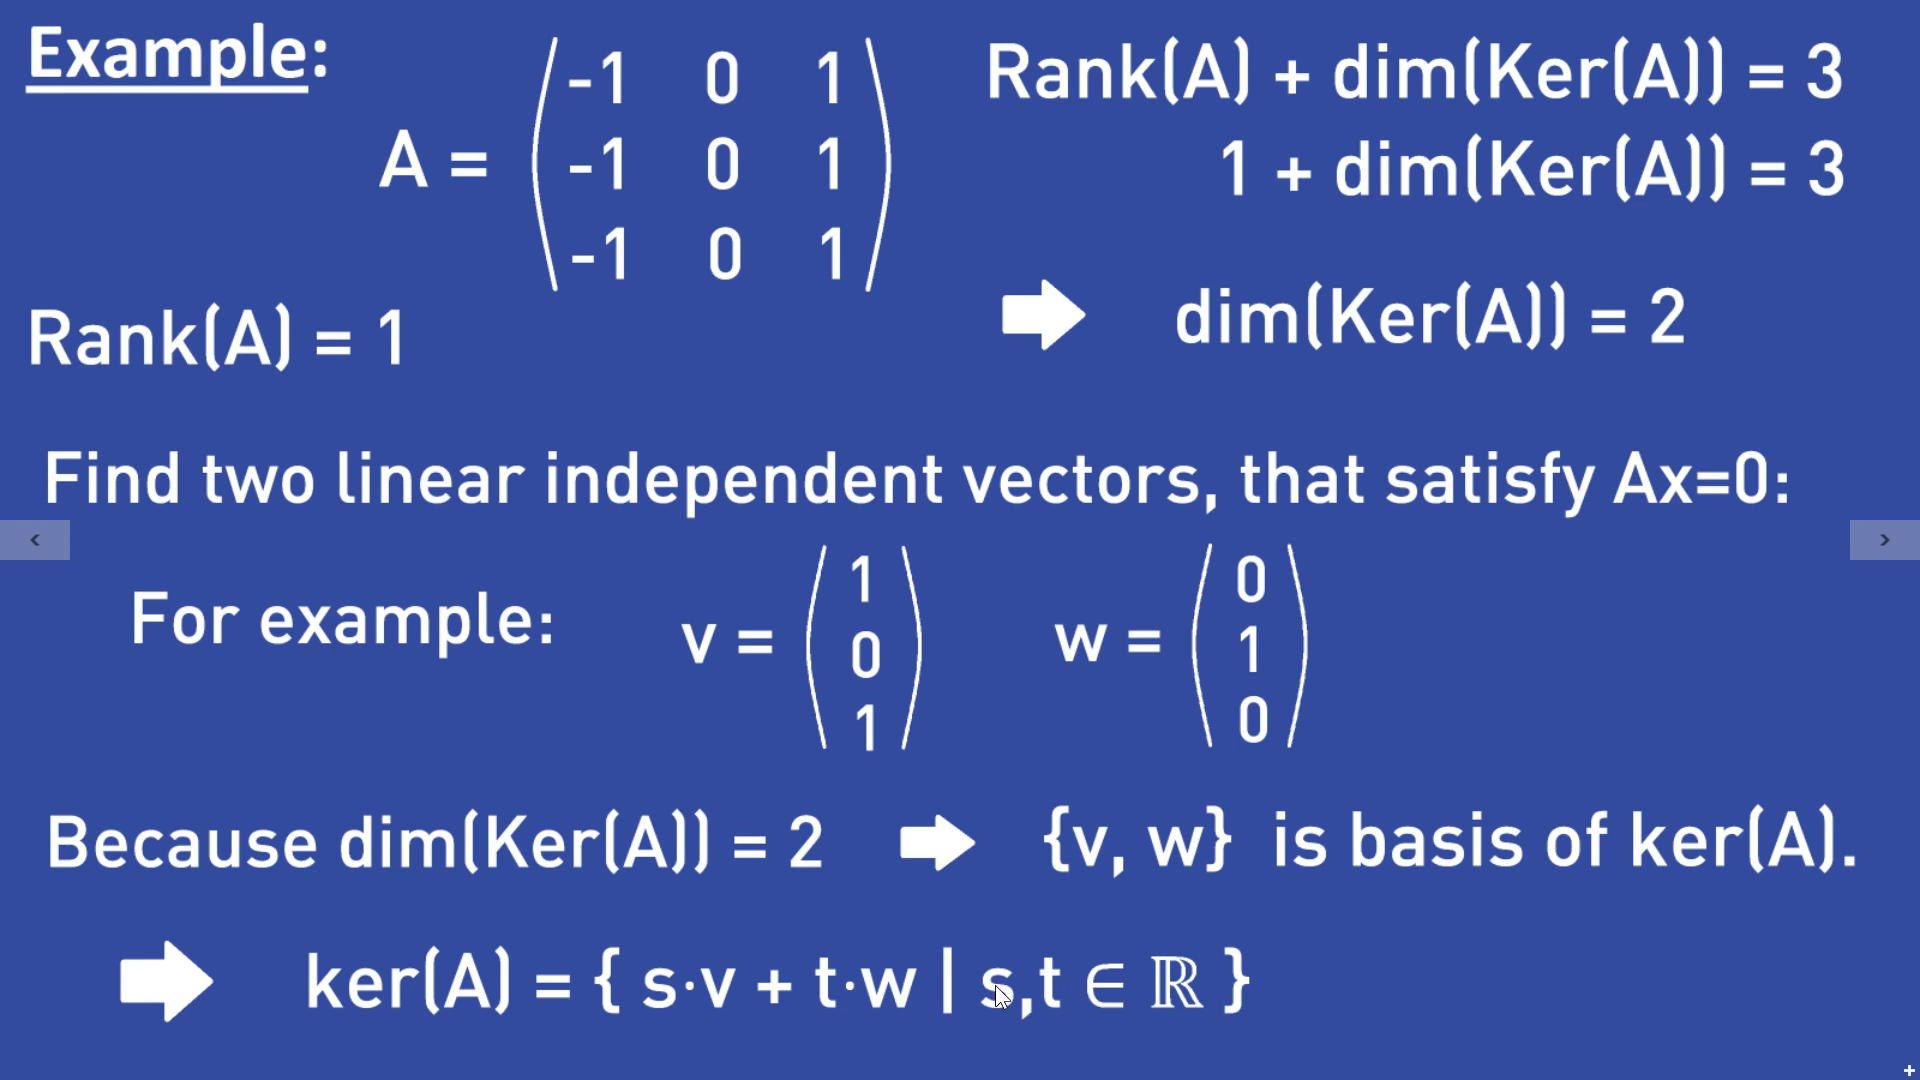 Example:
A = ( -1 0 1
-1 0 1
-1 0 1 )
Rank(A) = 1
Rank(A) + dim(Ker(A)) = 3
1 + dim(Ker(A)) = 3
➡ dim(Ker(A)) = 2
Find two linear independent vectors, that satisfy Ax=0:
For example: v = ( 1 0 1 ) w = ( 0 1 0 )
Because dim(Ker(A)) = 2 ➡ {v, w} is basis of ker(A).
➡ ker(A) = { s·v + t·w | s,t ∈ ℝ }